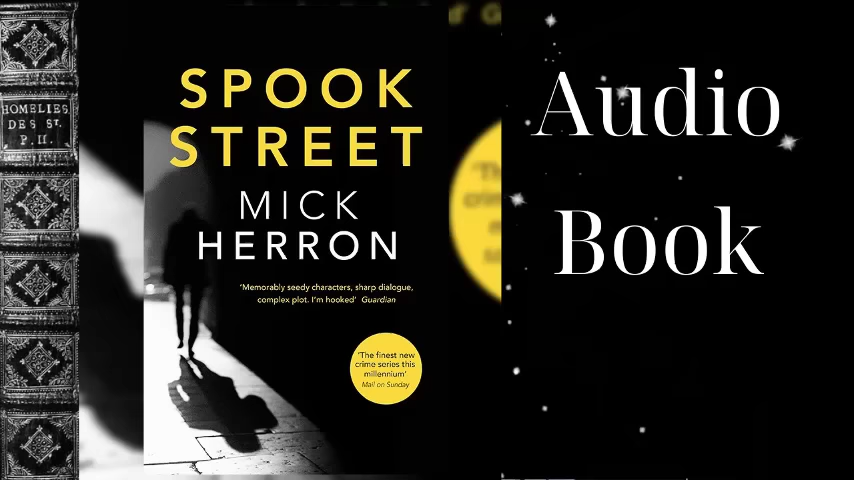 HOMELIES
DES St.
P. II.
SPOOK
STREET
MICK
HERRON
‘Memorably seedy characters, sharp dialogue,
complex plot. I’m hooked’ Guardian
‘The finest new
crime series this
millennium’
Mail on Sunday
Audio
Book